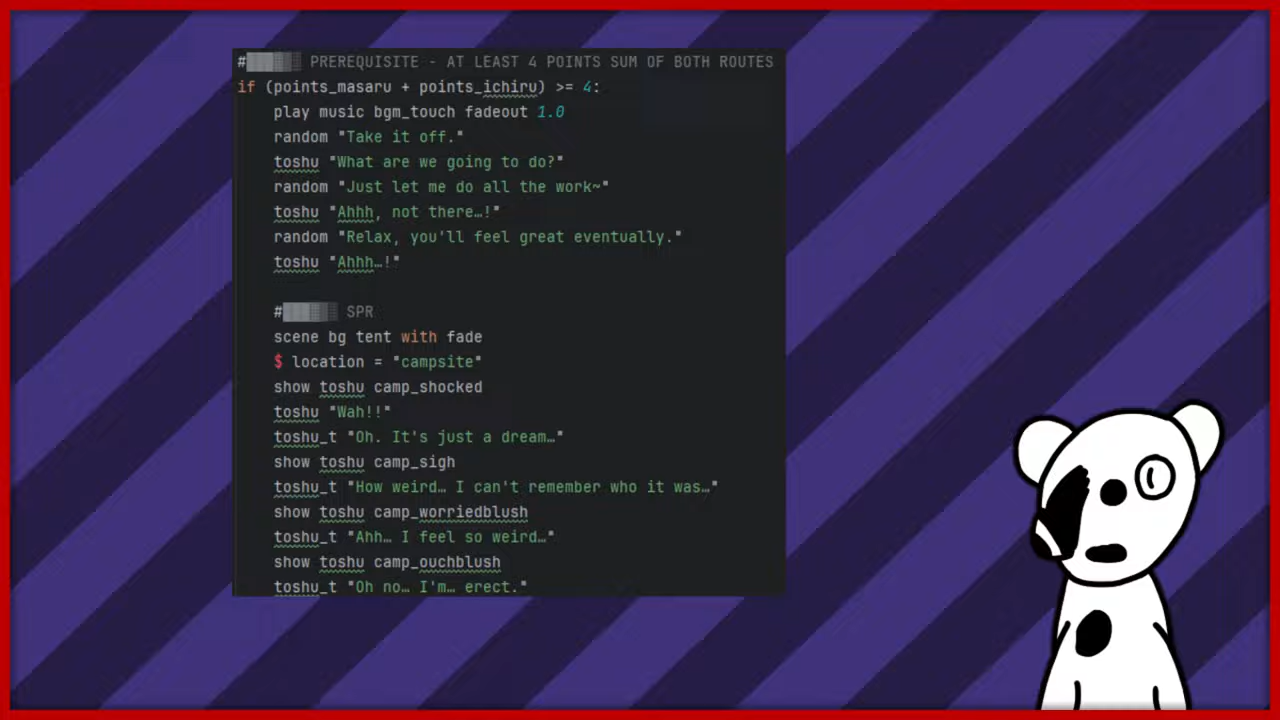 #▓▓▓▒▒░ PREREQUISITE - AT LEAST 4 POINTS SUM OF BOTH ROUTES
if (points_masaru + points_ichiru) >= 4:
play music bgm_touch fadeout 1.0
random "Take it off."
toshu "What are we going to do?"
random "Just let me do all the work~"
toshu "Ahhh, not there…!"
random "Relax, you'll feel great eventually."
toshu "Ahhh…!"
#▓▓▓▒▒░ SPR
scene bg tent with fade
$ location = "campsite"
show toshu camp_shocked
toshu "Wah!!"
toshu_t "Oh. It's just a dream…"
show toshu camp_sigh
toshu_t "How weird… I can't remember who it was…"
show toshu camp_worriedblush
toshu_t "Ahh… I feel so weird…"
show toshu camp_ouchblush
toshu_t "Oh no… I'm… erect."